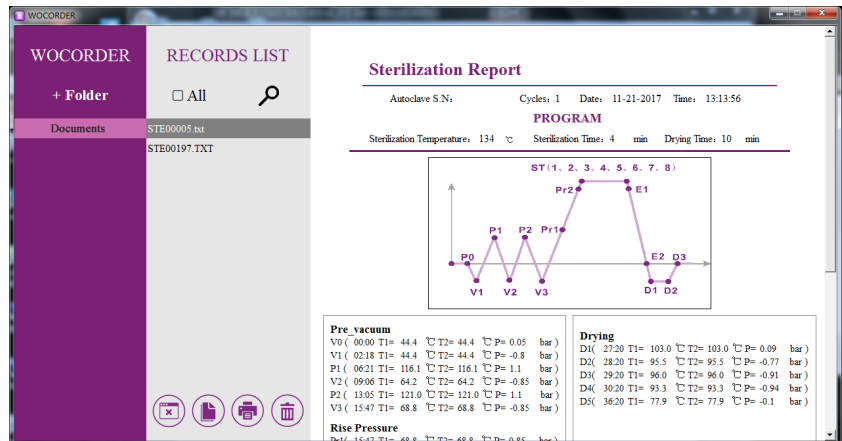 WOCORDER
WOCORDER
+ Folder
Documents
RECORDS LIST
All
STE00005.txt
STE00197.TXT
Sterilization Report
Autoclave S.N: Cycles: 1 Date: 11-21-2017 Time: 13:13:56
PROGRAM
Sterilization Temperature: 134 ℃ Sterilization Time: 4 min Drying Time: 10 min
ST(1、2、3、4、5、6、7、8)
Pr2 E1
P1 P2 Pr1
P0 E2 D3
V1 V2 V3 D1 D2
Pre_vacuum
V0 ( 00:00 T1= 44.4 ℃ T2= 44.4 ℃ P= 0.05 bar )
V1 ( 02:18 T1= 44.4 ℃ T2= 44.4 ℃ P= -0.8 bar )
P1 ( 06:21 T1= 116.1 ℃ T2= 116.1 ℃ P= 1.1 bar )
V2 ( 09:06 T1= 64.2 ℃ T2= 64.2 ℃ P= -0.85 bar )
P2 ( 13:05 T1= 121.0 ℃ T2= 121.0 ℃ P= 1.1 bar )
V3 ( 15:47 T1= 68.8 ℃ T2= 68.8 ℃ P= -0.85 bar )
Rise Pressure
Drying
D1( 27:20 T1= 103.0 ℃ T2= 103.0 ℃ P= 0.09 bar )
D2( 28:20 T1= 95.5 ℃ T2= 95.5 ℃ P= -0.77 bar )
D3( 29:20 T1= 96.0 ℃ T2= 96.0 ℃ P= -0.91 bar )
D4( 30:20 T1= 93.3 ℃ T2= 93.3 ℃ P= -0.94 bar )
D5( 36:20 T1= 77.9 ℃ T2= 77.9 ℃ P= -0.1 bar )